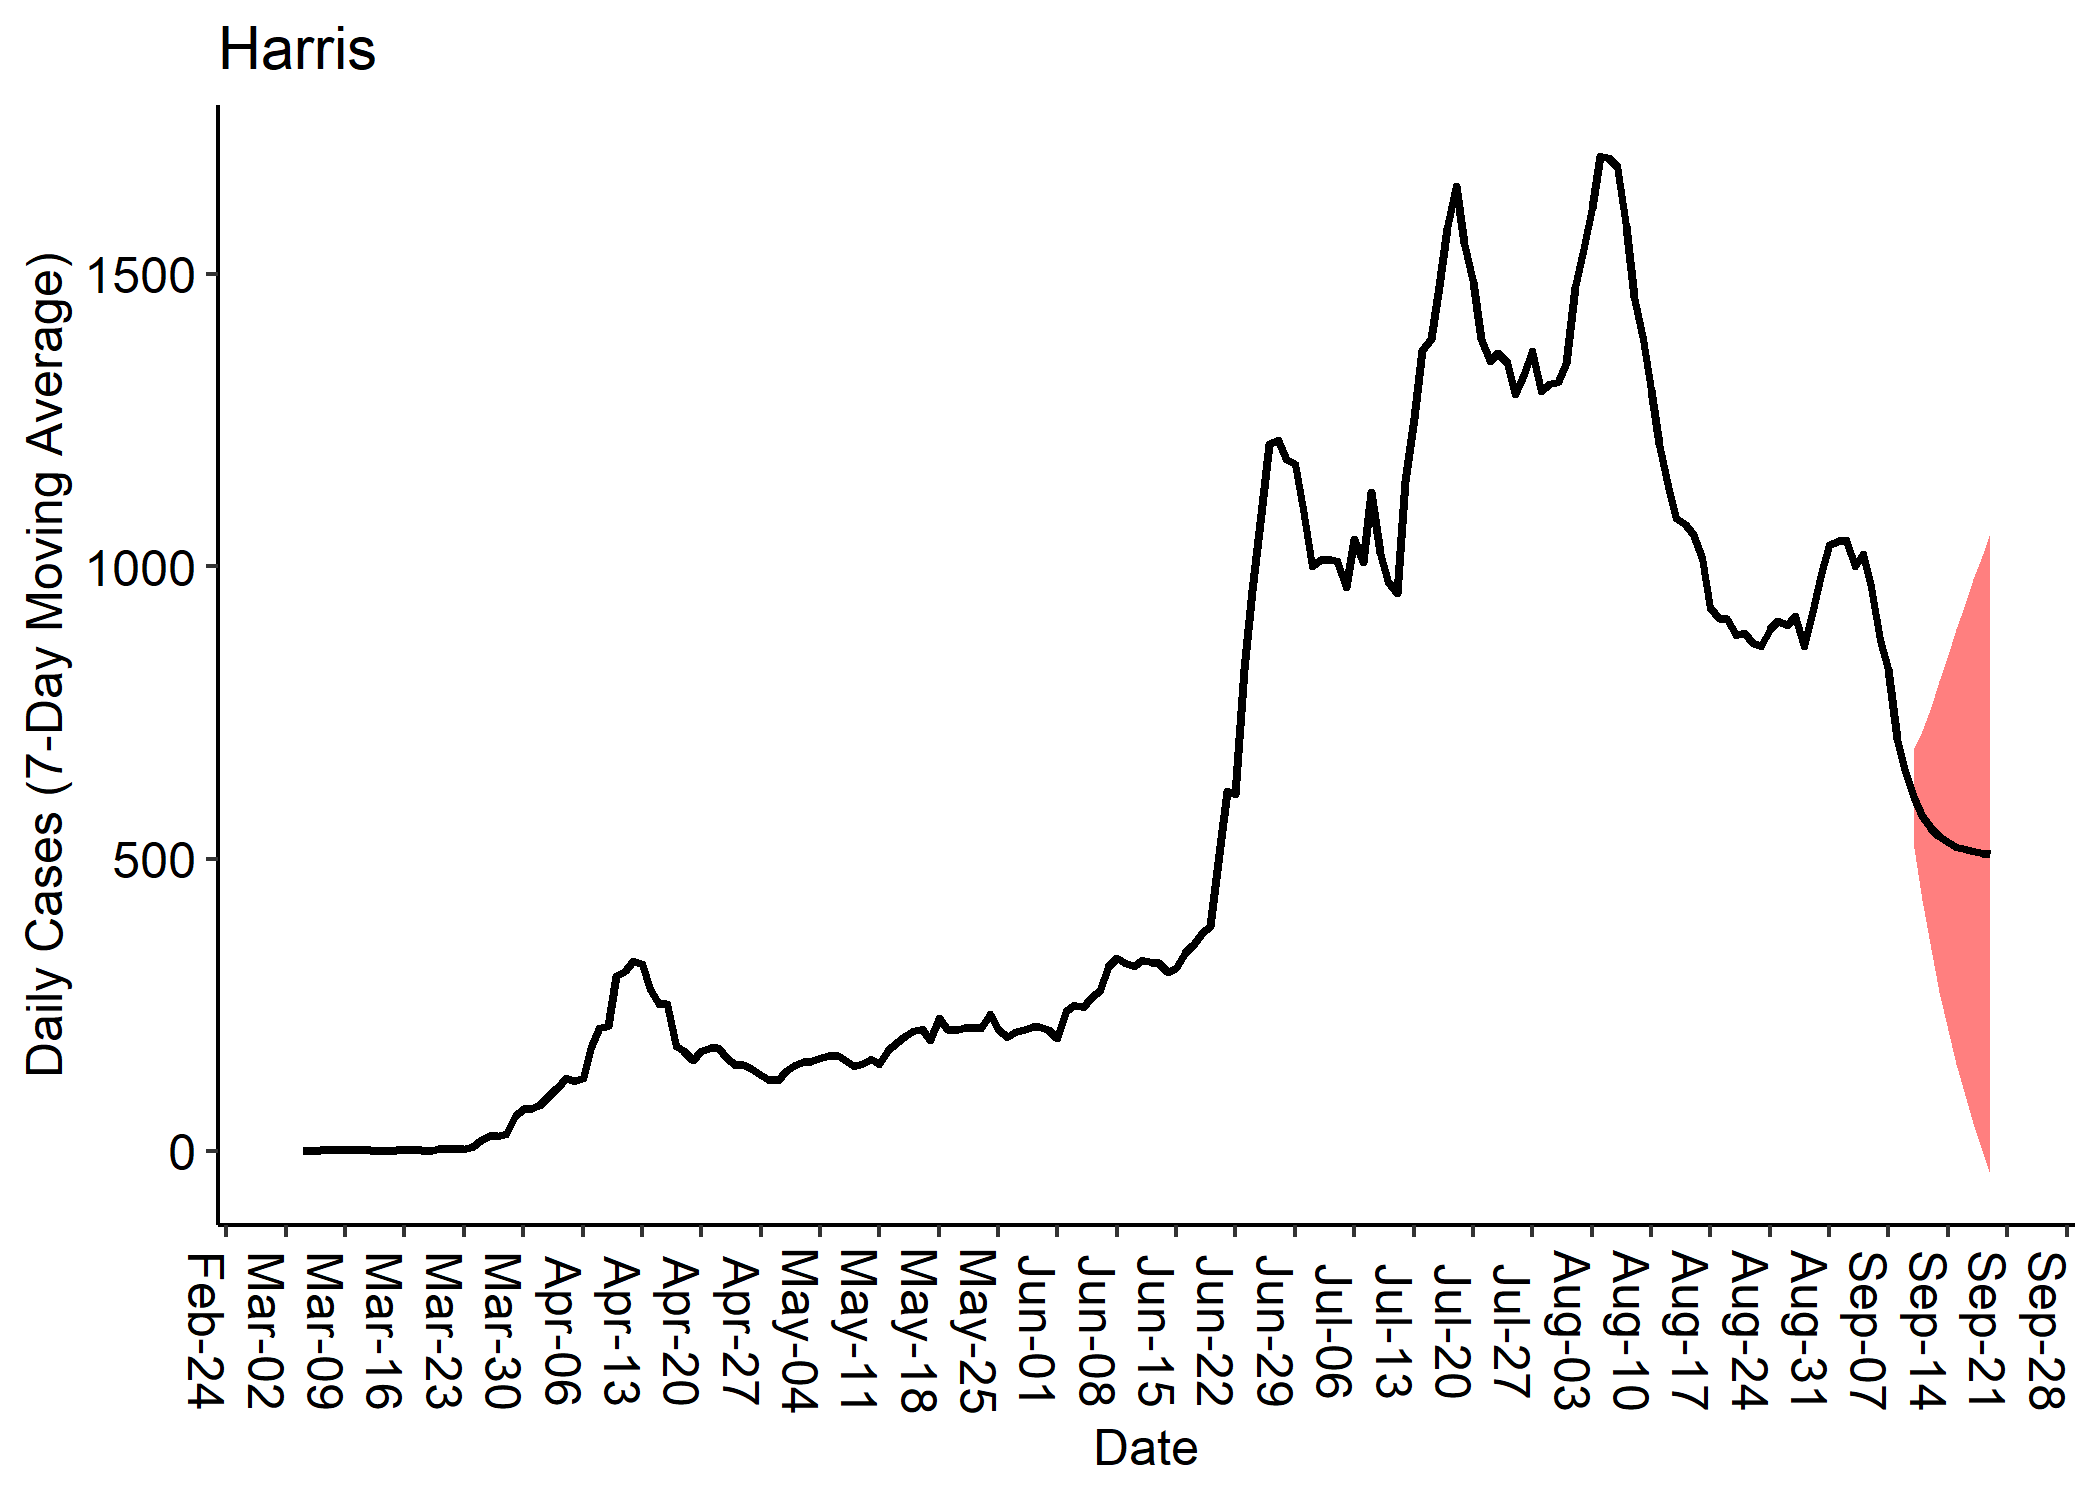 Harris
Daily Cases (7-Day Moving Average)
1500
1000
500
0
Feb-24
Mar-02
Mar-09
Mar-16
Mar-23
Mar-30
Apr-06
Apr-13
Apr-20
Apr-27
May-04
May-11
May-18
May-25
Jun-01
Jun-08
Jun-15
Jun-22
Jun-29
Jul-06
Jul-13
Jul-20
Jul-27
Aug-03
Aug-10
Aug-17
Aug-24
Aug-31
Sep-07
Sep-14
Sep-21
Sep-28
Date